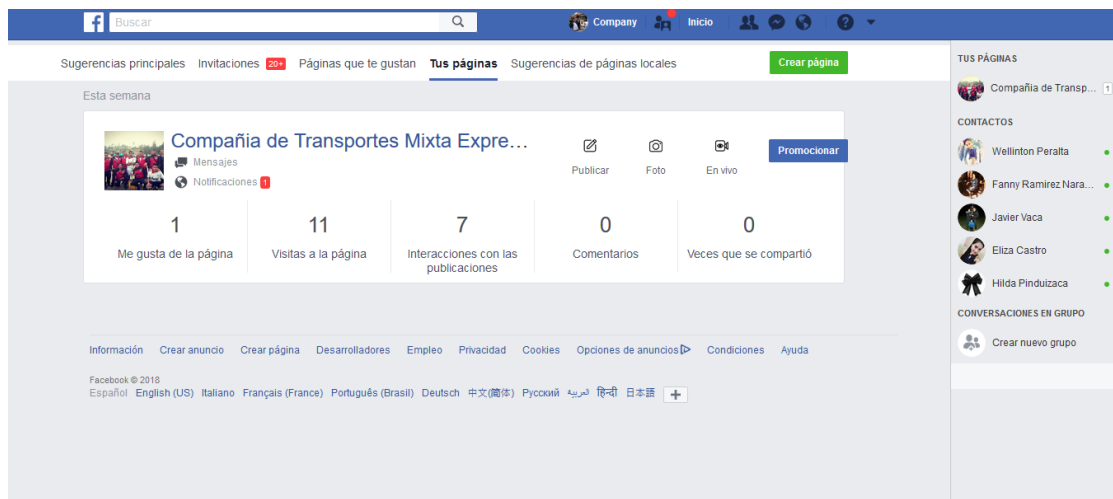 f Buscar Company Inicio
Sugerencias principales Invitaciones 20+ Páginas que te gustan Tus páginas Sugerencias de páginas locales Crear página
Esta semana
Compañia de Transportes Mixta Expre...
Mensajes
Notificaciones 1
Publicar Foto En vivo
Promocionar
1 11 7 0 0
Me gusta de la página Visitas a la página Interacciones con las Comentarios Veces que se compartió
publicaciones
Información Crear anuncio Crear página Desarrolladores Empleo Privacidad Cookies Opciones de anuncios Condiciones Ayuda
Facebook © 2018
Español English (US) Italiano Français (France) Português (Brasil) Deutsch 中文(简体) Русский العربية हिन्दी 日本語 +
TUS PÁGINAS
Compañia de Transp... 1
CONTACTOS
Wellinton Peralta
Fanny Ramirez Nara...
Javier Vaca
Eliza Castro
Hilda Pinduizaca
CONVERSACIONES EN GRUPO
Crear nuevo grupo